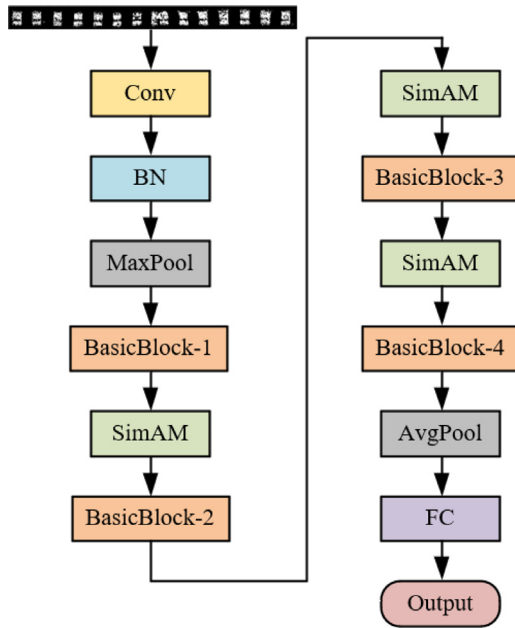 Conv
BN
MaxPool
BasicBlock-1
SimAM
BasicBlock-2
SimAM
BasicBlock-3
SimAM
BasicBlock-4
AvgPool
FC
Output